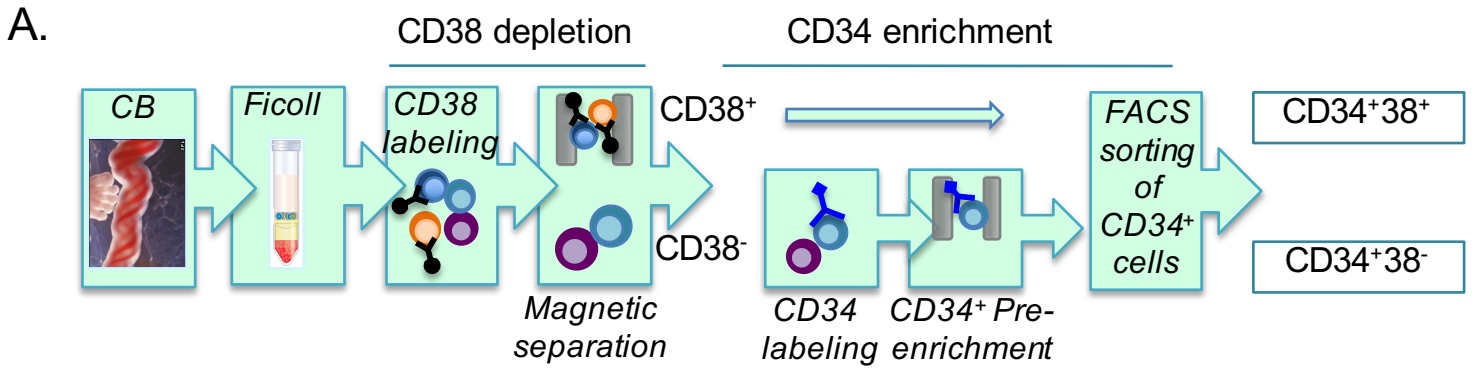 A.
CD38 depletion
CD34 enrichment
CB
Ficoll
CD38
labeling
Magnetic
separation
CD38⁺
CD38⁻
CD34
labeling
CD34⁺ Pre-
enrichment
FACS
sorting
of
CD34⁺
cells
CD34⁺38⁺
CD34⁺38⁻